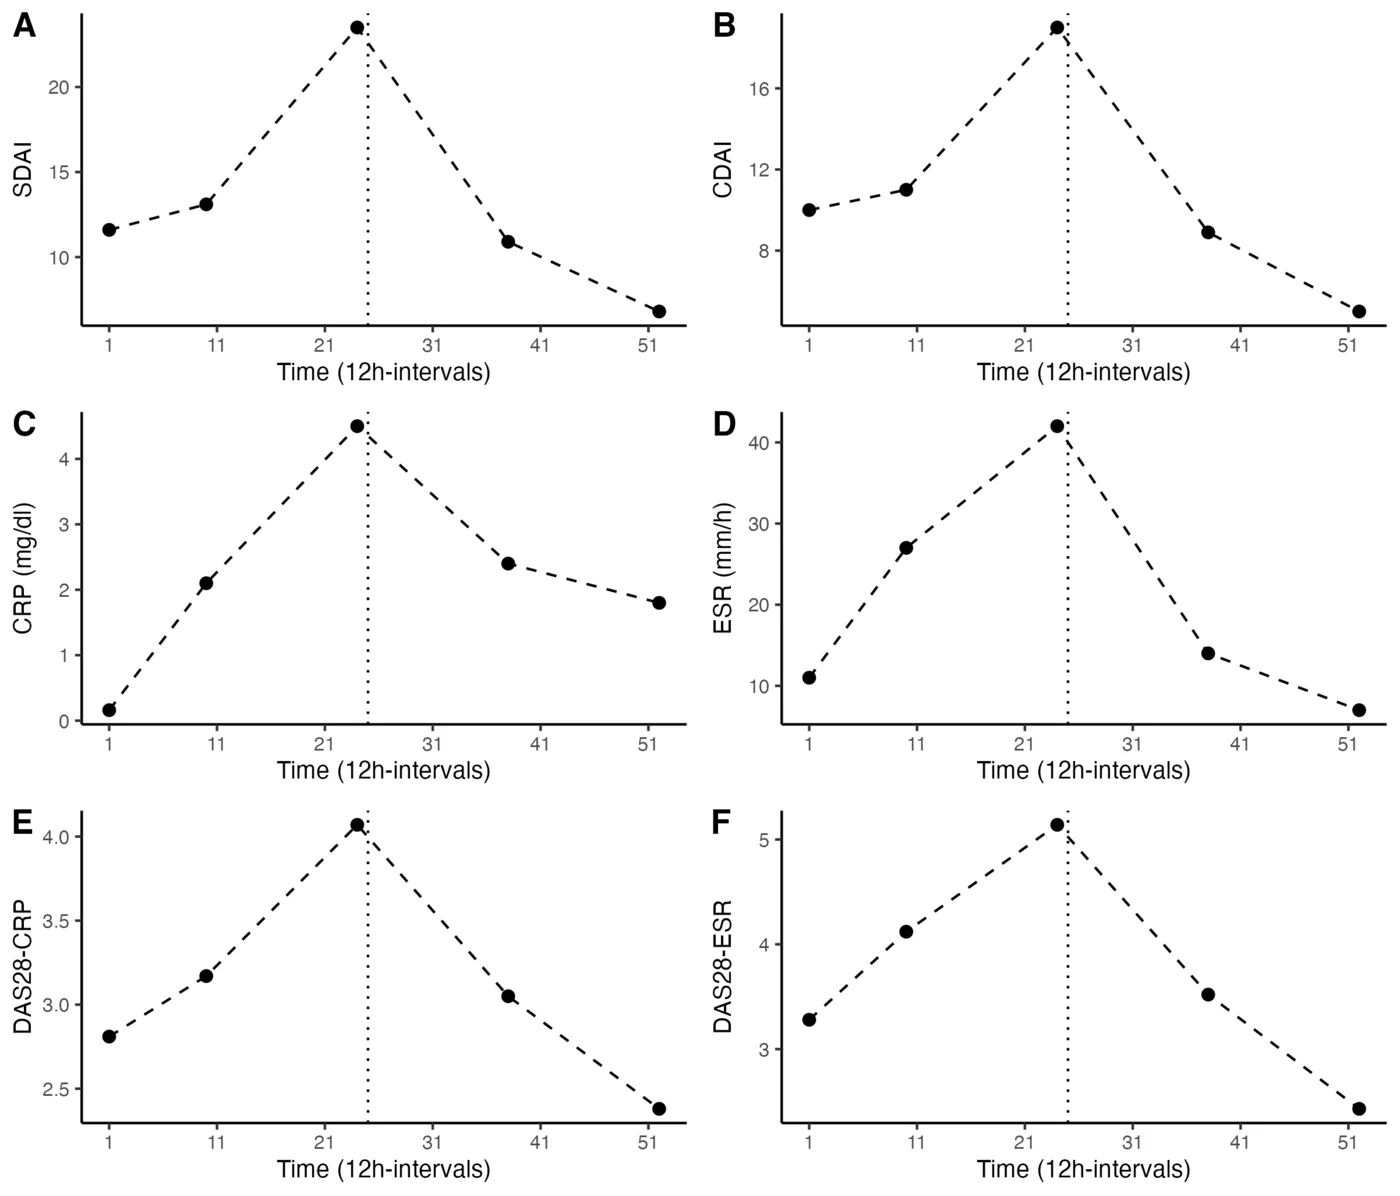 A
SDAI
20
15
10
1 11 21 31 41 51
Time (12h-intervals)
B
CDAI
16
12
8
1 11 21 31 41 51
Time (12h-intervals)
C
CRP (mg/dl)
4
3
2
1
0
1 11 21 31 41 51
Time (12h-intervals)
D
ESR (mm/h)
40
30
20
10
1 11 21 31 41 51
Time (12h-intervals)
E
DAS28-CRP
4.0
3.5
3.0
2.5
1 11 21 31 41 51
Time (12h-intervals)
F
DAS28-ESR
5
4
3
1 11 21 31 41 51
Time (12h-intervals)